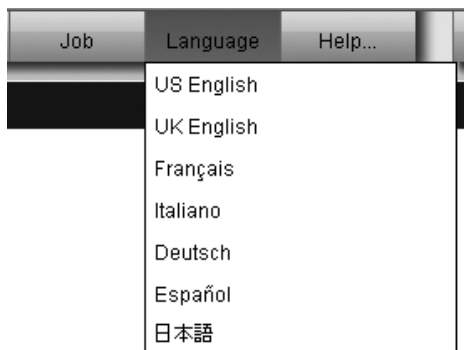 Job Language Help...
US English
UK English
Français
Italiano
Deutsch
Español
日本語